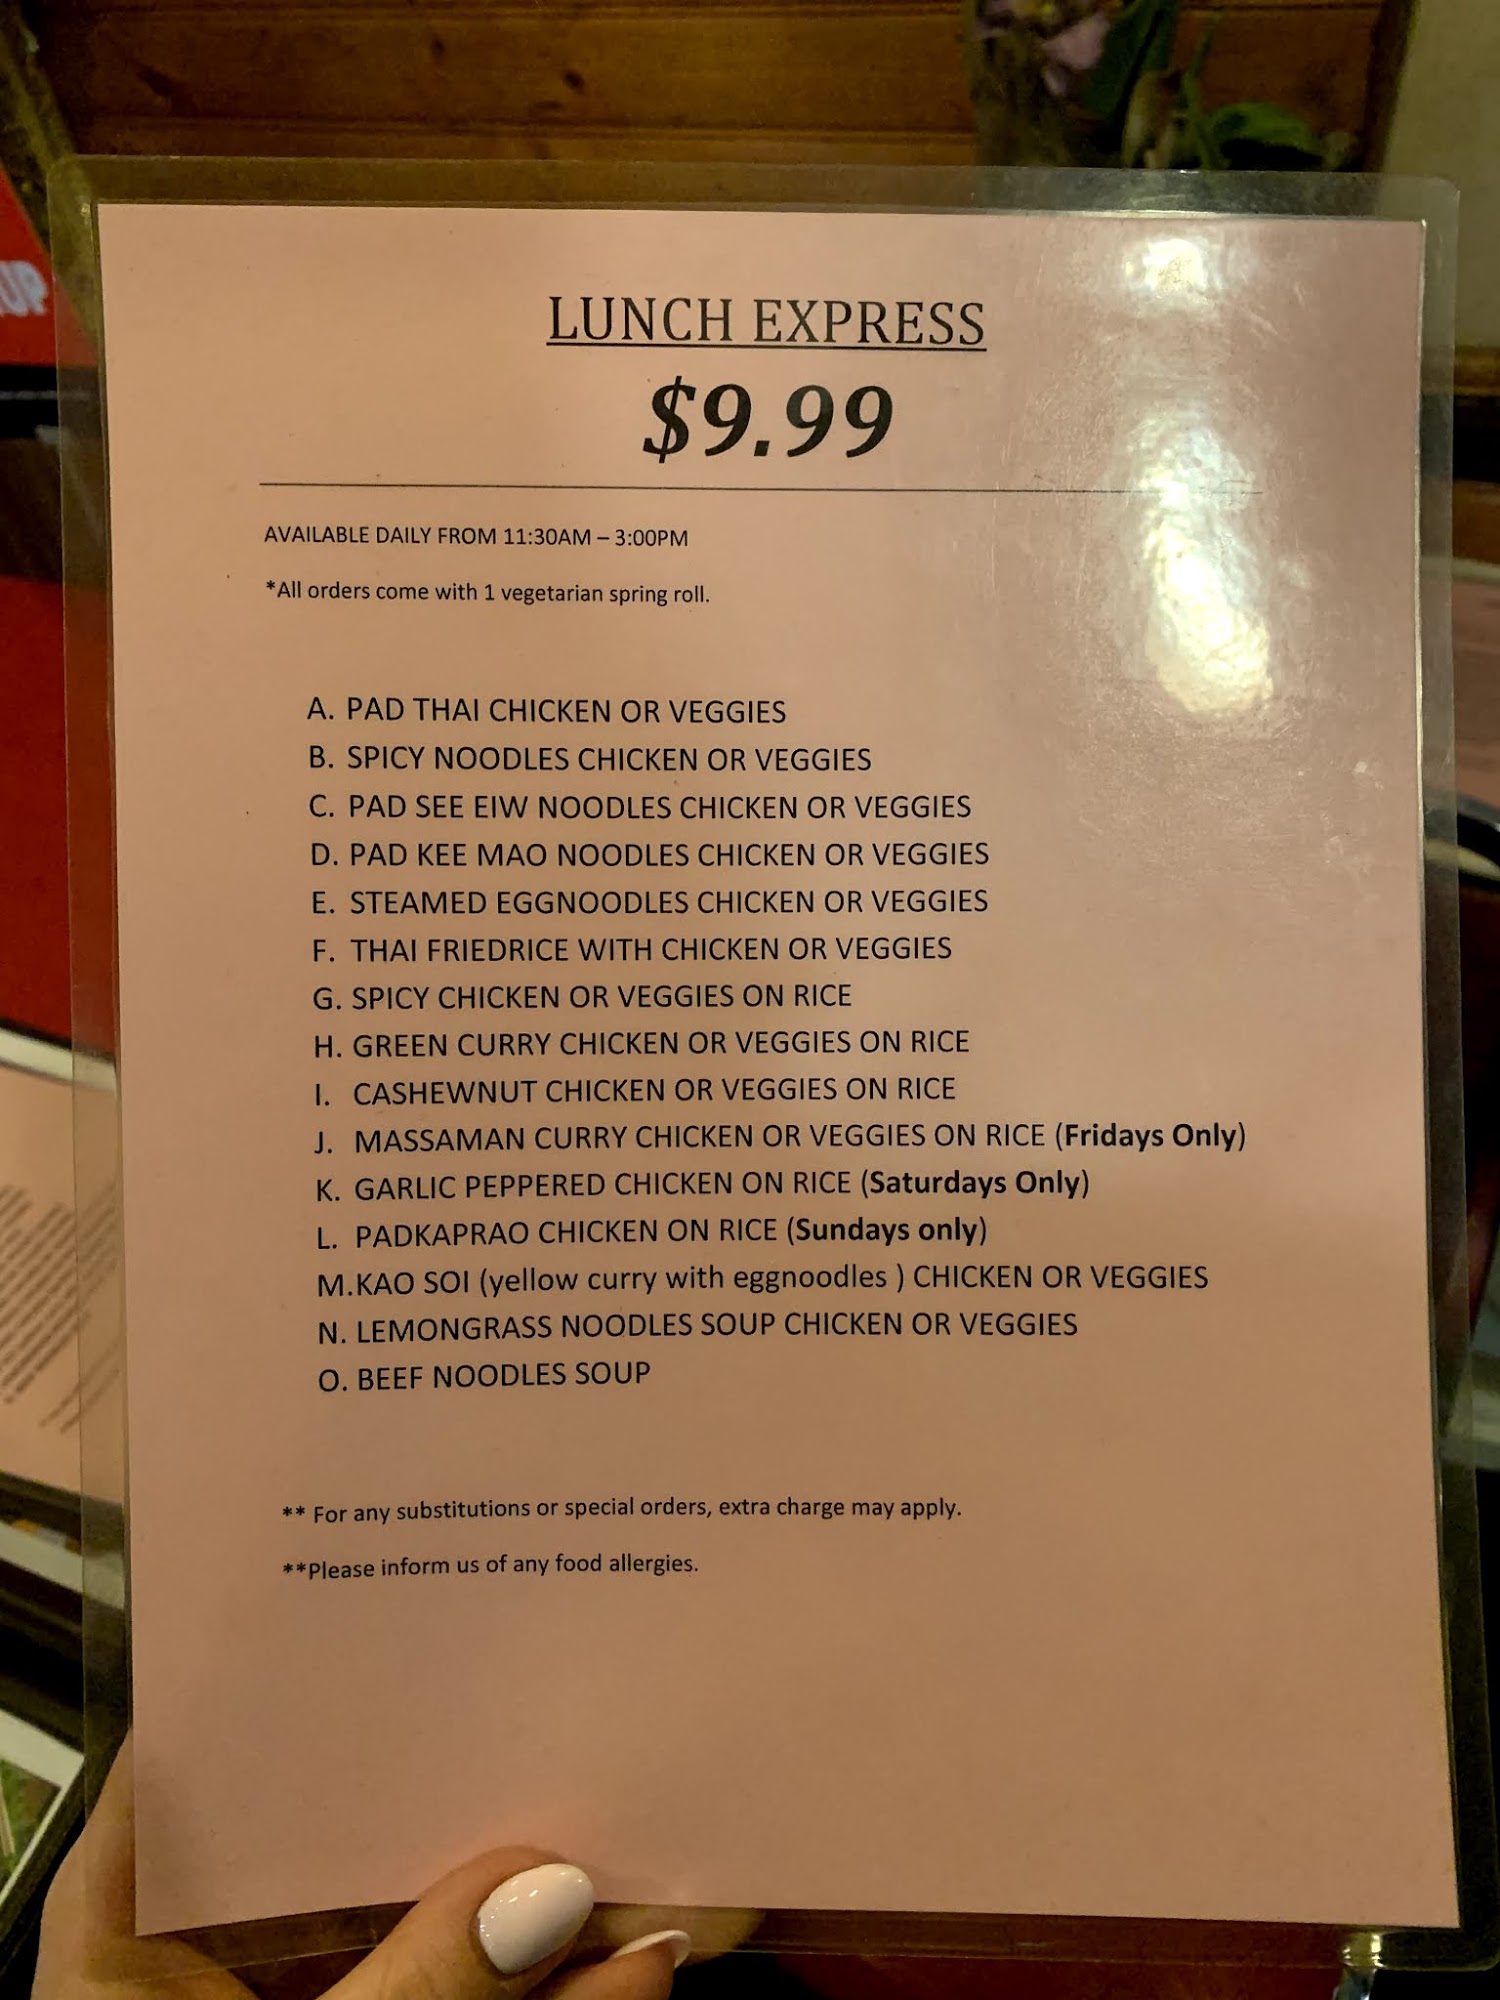 LUNCH EXPRESS
$9.99
AVAILABLE DAILY FROM 11:30AM – 3:00PM
*All orders come with 1 vegetarian spring roll.
A. PAD THAI CHICKEN OR VEGGIES
B. SPICY NOODLES CHICKEN OR VEGGIES
C. PAD SEE EIW NOODLES CHICKEN OR VEGGIES
D. PAD KEE MAO NOODLES CHICKEN OR VEGGIES
E. STEAMED EGGNOODLES CHICKEN OR VEGGIES
F. THAI FRIEDRICE WITH CHICKEN OR VEGGIES
G. SPICY CHICKEN OR VEGGIES ON RICE
H. GREEN CURRY CHICKEN OR VEGGIES ON RICE
I. CASHEWNUT CHICKEN OR VEGGIES ON RICE
J. MASSAMAN CURRY CHICKEN OR VEGGIES ON RICE (Fridays Only)
K. GARLIC PEPPERED CHICKEN ON RICE (Saturdays Only)
L. PADKAPRAO CHICKEN ON RICE (Sundays only)
M.KAO SOI (yellow curry with eggnoodles ) CHICKEN OR VEGGIES
N. LEMONGRASS NOODLES SOUP CHICKEN OR VEGGIES
O. BEEF NOODLES SOUP
** For any substitutions or special orders, extra charge may apply.
**Please inform us of any food allergies.